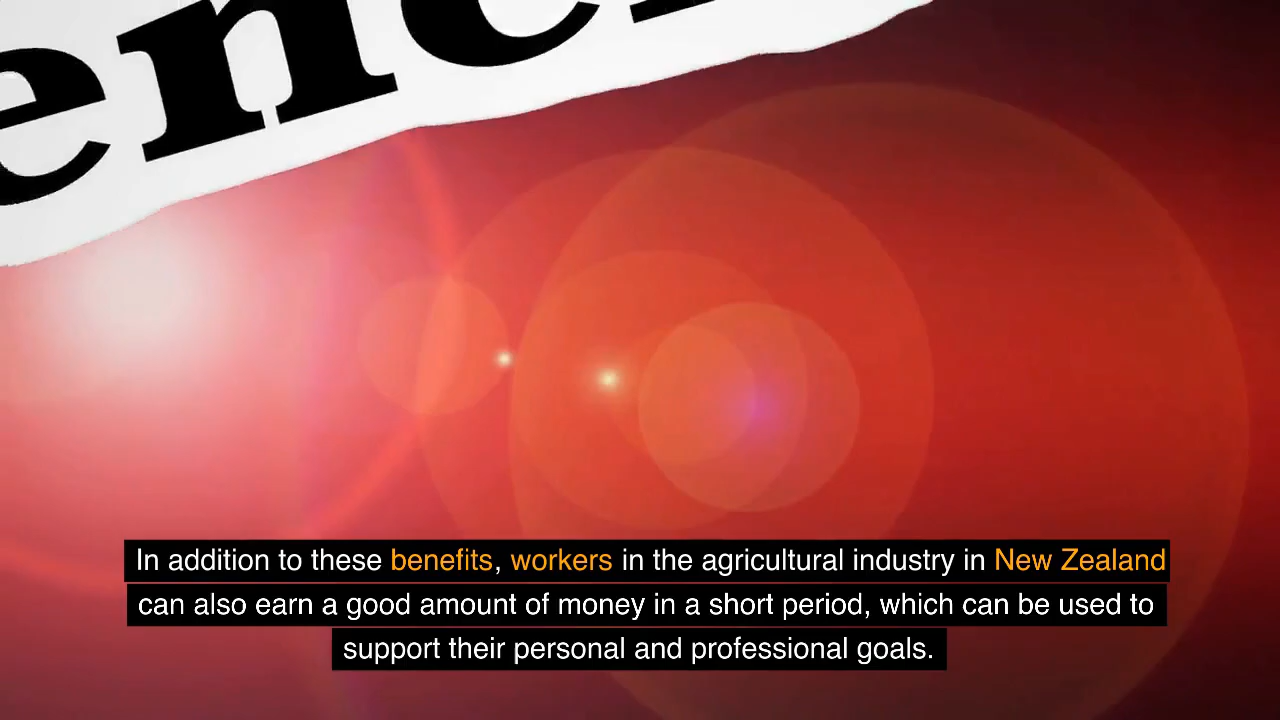 In addition to these benefits, workers in the agricultural industry in New Zealand
can also earn a good amount of money in a short period, which can be used to
support their personal and professional goals.